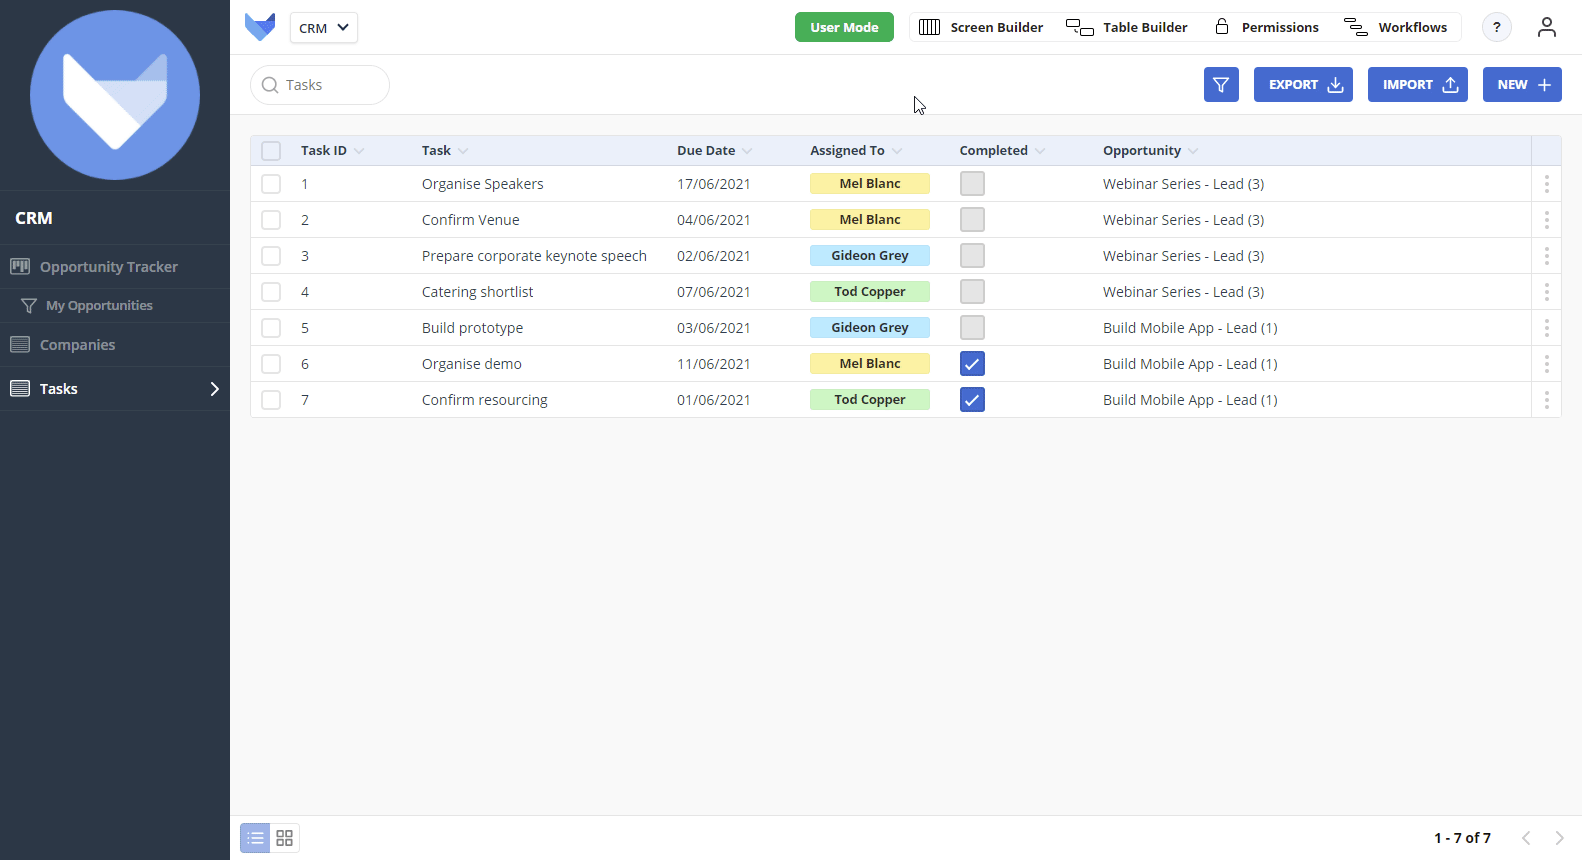 CRM
User Mode
Screen Builder
Table Builder
Permissions
Workflows
?
Tasks
EXPORT
IMPORT
NEW
CRM
Opportunity Tracker
My Opportunities
Companies
Tasks
Task ID Task Due Date Assigned To Completed Opportunity
1 Organise Speakers 17/06/2021 Mel Blanc Webinar Series - Lead (3)
2 Confirm Venue 04/06/2021 Mel Blanc Webinar Series - Lead (3)
3 Prepare corporate keynote speech 02/06/2021 Gideon Grey Webinar Series - Lead (3)
4 Catering shortlist 07/06/2021 Tod Copper Webinar Series - Lead (3)
5 Build prototype 03/06/2021 Gideon Grey Build Mobile App - Lead (1)
6 Organise demo 11/06/2021 Mel Blanc Build Mobile App - Lead (1)
7 Confirm resourcing 01/06/2021 Tod Copper Build Mobile App - Lead (1)
1 - 7 of 7